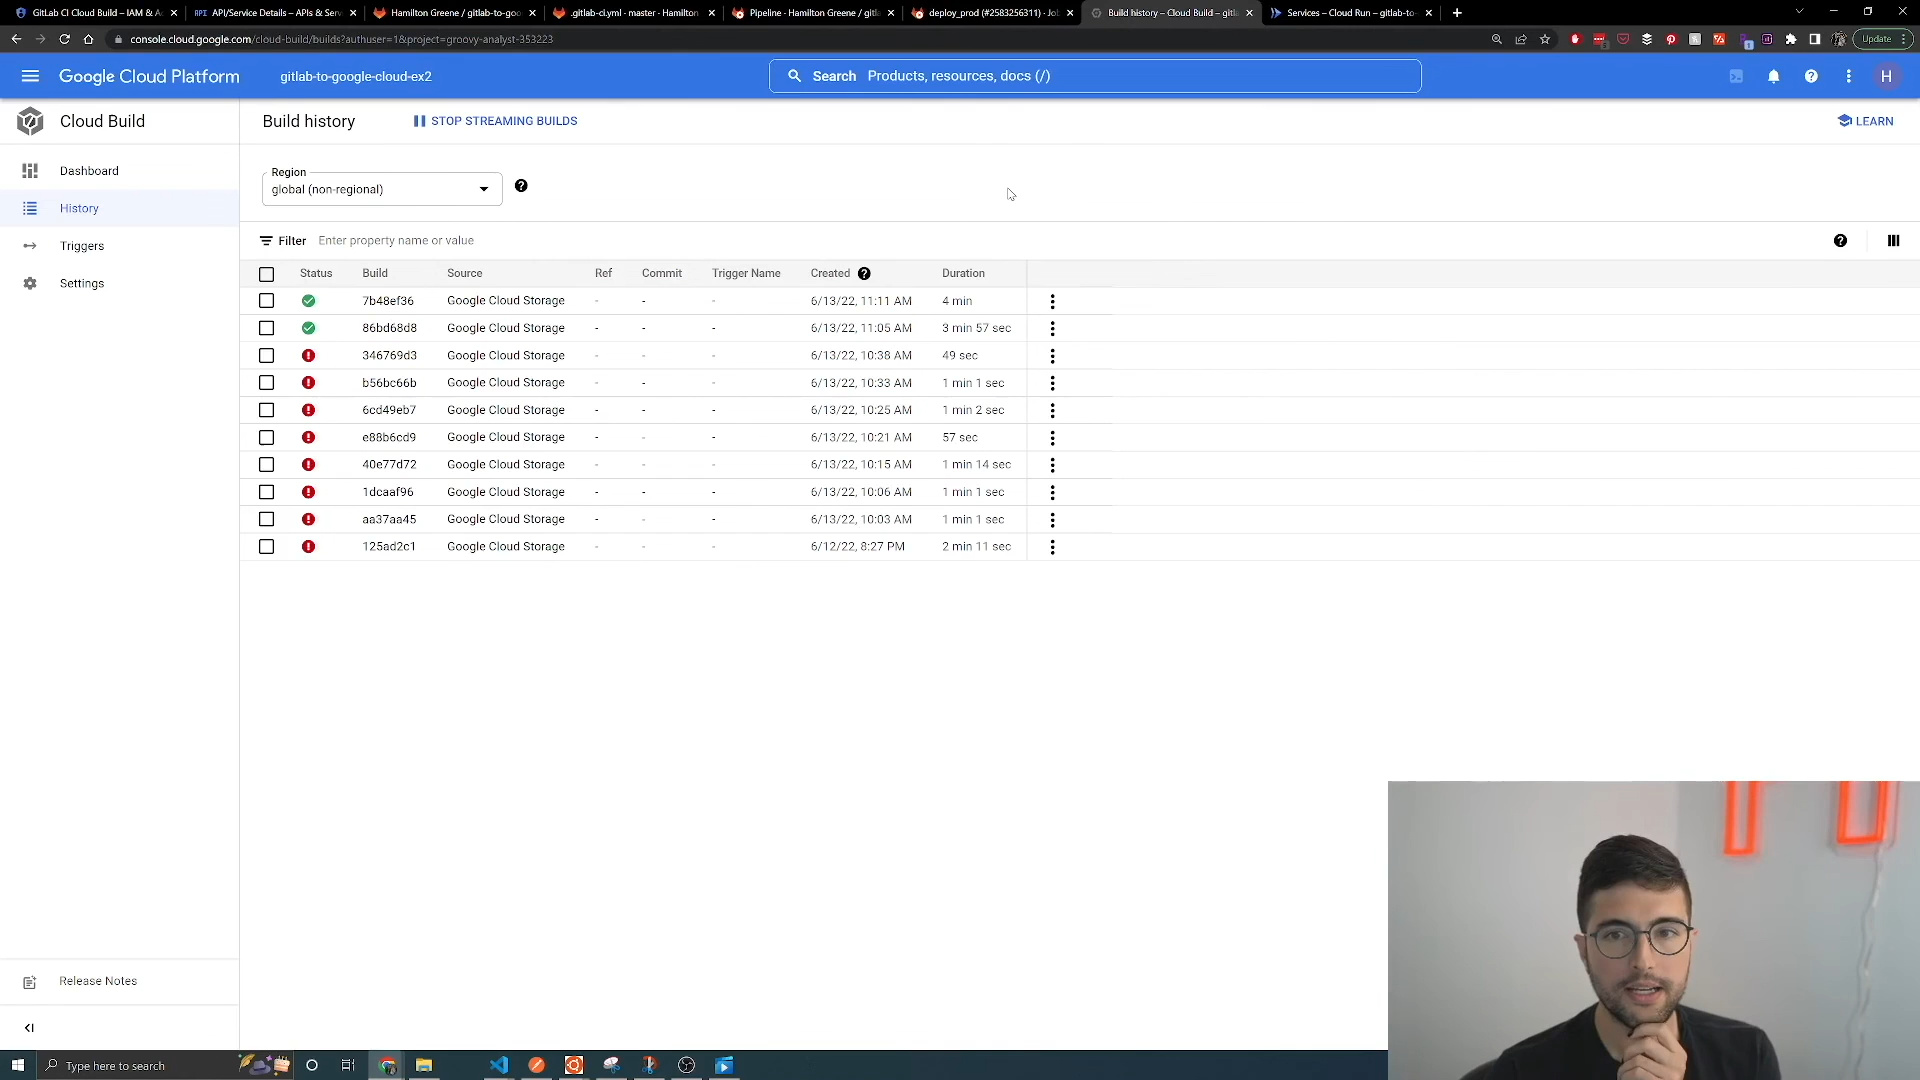 GitLab CI Cloud Build – IAM & A
API API/Service Details – APIs & Serv
Hamilton Greene / gitlab-to-goo
.gitlab-ci.yml · master · Hamilton
Pipeline · Hamilton Greene / gitla
deploy_prod (#2583256311) · Jo
Build history – Cloud Build – gitla
Services – Cloud Run – gitlab-to-
console.cloud.google.com/cloud-build/builds?authuser=1&project=groovy-analyst-353223
Update
Google Cloud Platform
gitlab-to-google-cloud-ex2
Search Products, resources, docs (/)
H
Cloud Build
Build history
STOP STREAMING BUILDS
LEARN
Dashboard
History
Triggers
Settings
Region
global (non-regional)
Filter Enter property name or value
Status Build Source Ref Commit Trigger Name Created Duration
7b48ef36 Google Cloud Storage - - - 6/13/22, 11:11 AM 4 min
86bd68d8 Google Cloud Storage - - - 6/13/22, 11:05 AM 3 min 57 sec
346769d3 Google Cloud Storage - - - 6/13/22, 10:38 AM 49 sec
b56bc66b Google Cloud Storage - - - 6/13/22, 10:33 AM 1 min 1 sec
6cd49eb7 Google Cloud Storage - - - 6/13/22, 10:25 AM 1 min 2 sec
e88b6cd9 Google Cloud Storage - - - 6/13/22, 10:21 AM 57 sec
40e77d72 Google Cloud Storage - - - 6/13/22, 10:15 AM 1 min 14 sec
1dcaaf96 Google Cloud Storage - - - 6/13/22, 10:06 AM 1 min 1 sec
aa37aa45 Google Cloud Storage - - - 6/13/22, 10:03 AM 1 min 1 sec
125ad2c1 Google Cloud Storage - - - 6/12/22, 8:27 PM 2 min 11 sec
Release Notes
Type here to search